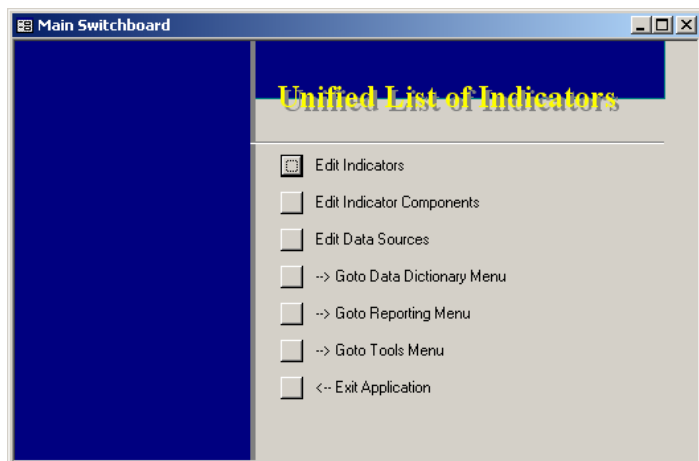 Main Switchboard
Unified List of Indicators
Edit Indicators
Edit Indicator Components
Edit Data Sources
--> Goto Data Dictionary Menu
--> Goto Reporting Menu
--> Goto Tools Menu
<-- Exit Application